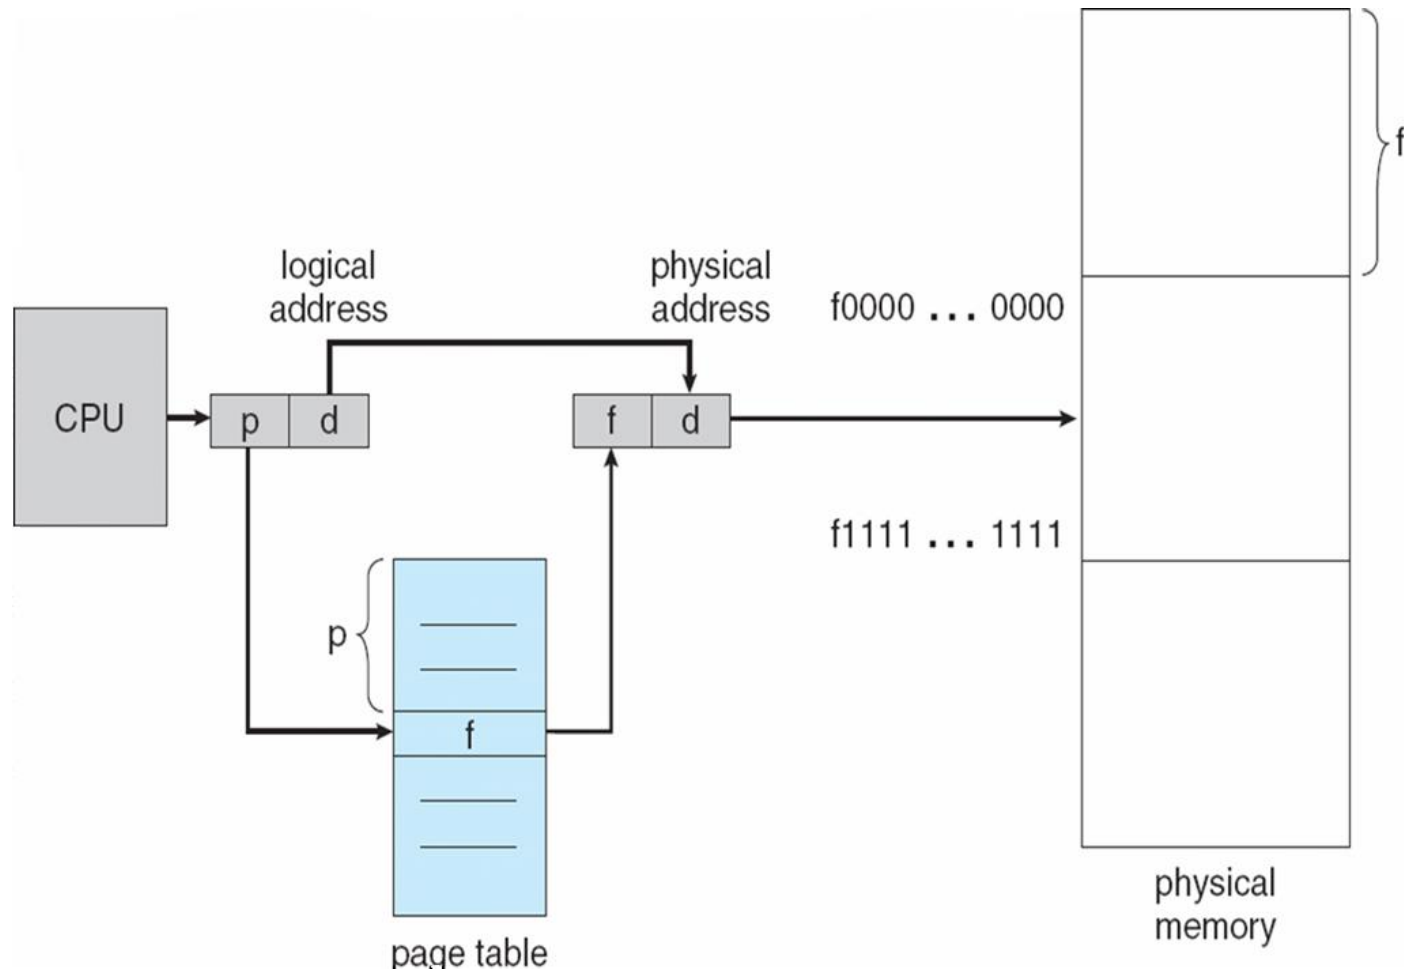 f
logical
address
physical
address
f0000 ... 0000
CPU
p
d
f
d
f1111 ... 1111
p
f
physical
memory
page table